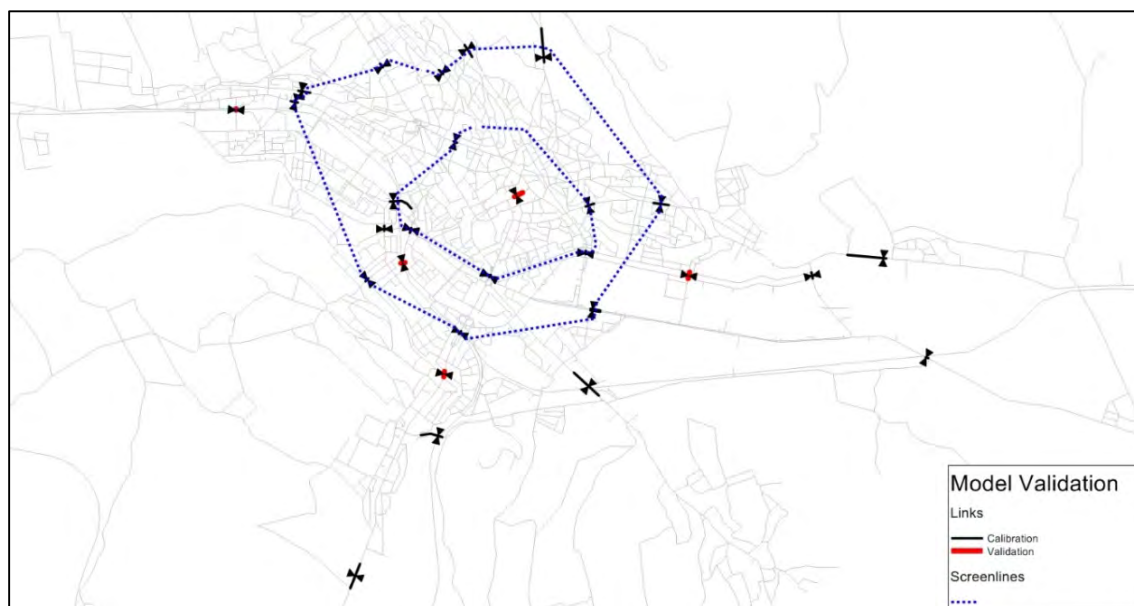 Model Validation
Links
Calibration
Validation
Screenlines